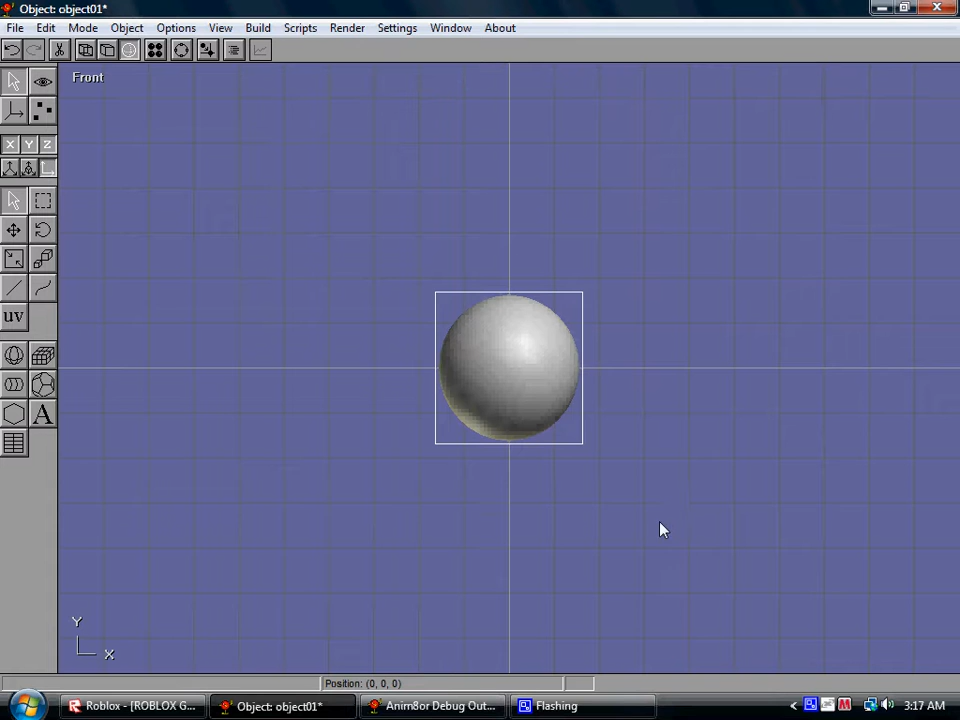 Object: object01*
File Edit Mode Object Options View Build Scripts Render Settings Window About
Front
X Y Z
uv
A
Y
X
Position: (0, 0, 0)
Roblox - [ROBLOX G... Object: object01* Anim8or Debug Out... Flashing < 3:17 AM